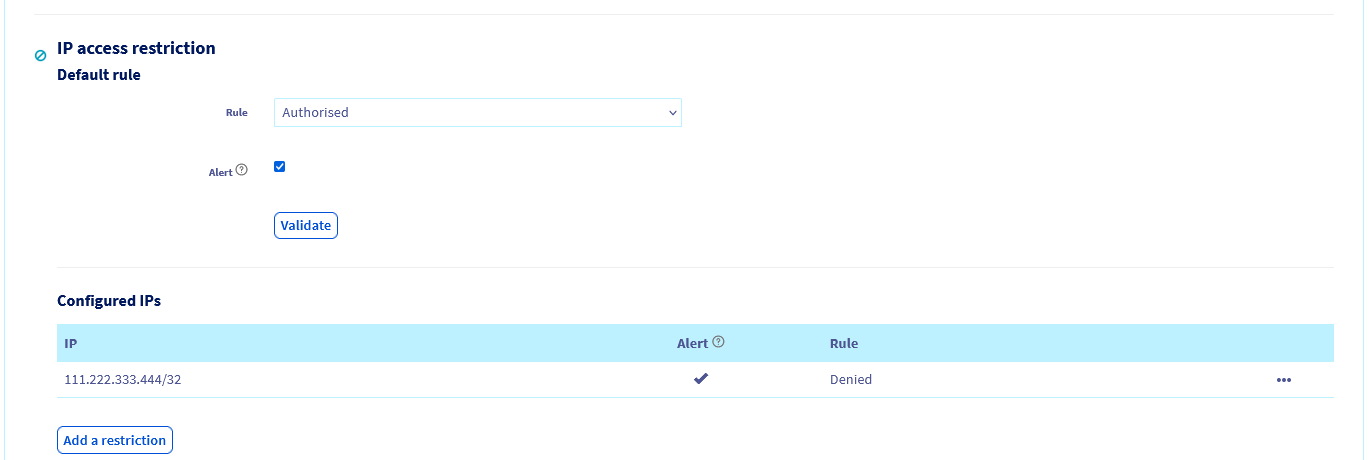 IP access restriction
Default rule
Rule
Authorised
Alert
Validate
Configured IPs
IP Alert Rule
111.222.333.444/32 Denied
Add a restriction